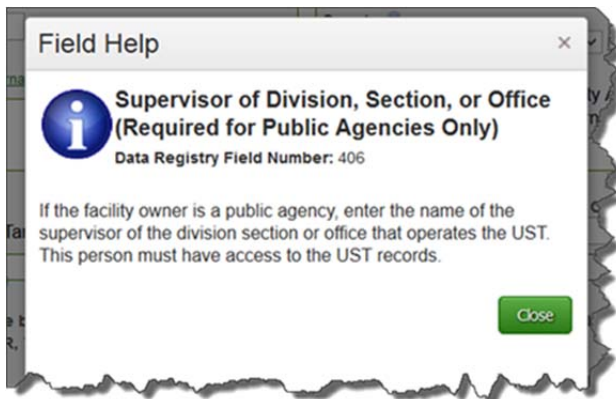 Field Help ×
Supervisor of Division, Section, or Office
(Required for Public Agencies Only)
Data Registry Field Number: 406
If the facility owner is a public agency, enter the name of the
supervisor of the division section or office that operates the UST.
This person must have access to the UST records.
Close